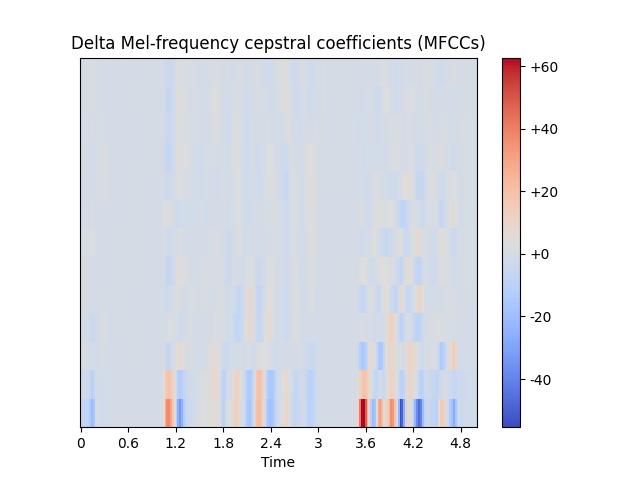 Delta Mel-frequency cepstral coefficients (MFCCs)
+60
+40
+20
+0
-20
-40
0 0.6 1.2 1.8 2.4 3 3.6 4.2 4.8
Time